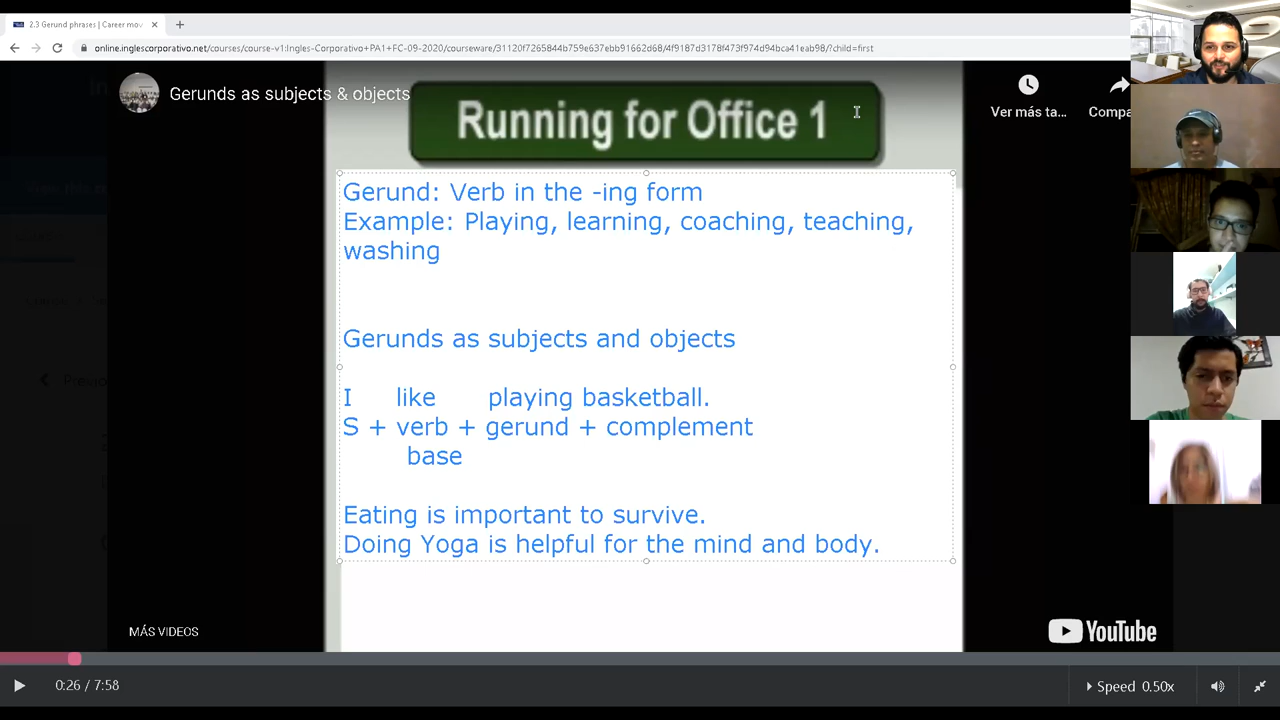 2.3 Gerund phrases | Career mov
online.inglescorporativo.net/courses/course-v1:Ingles-Corporativo+PA1+FC-09-2020/courseware/31120f7265844b759e637ebb91662d68/4f9187d3178f473f974d94bca41eab98/?child=first
Gerunds as subjects & objects
Running for Office 1
Ver más ta...
Compa
Gerund: Verb in the -ing form
Example: Playing, learning, coaching, teaching,
washing
Gerunds as subjects and objects
I like playing basketball.
S + verb + gerund + complement
base
Eating is important to survive.
Doing Yoga is helpful for the mind and body.
MÁS VIDEOS
YouTube
0:26 / 7:58
Speed 0.50x